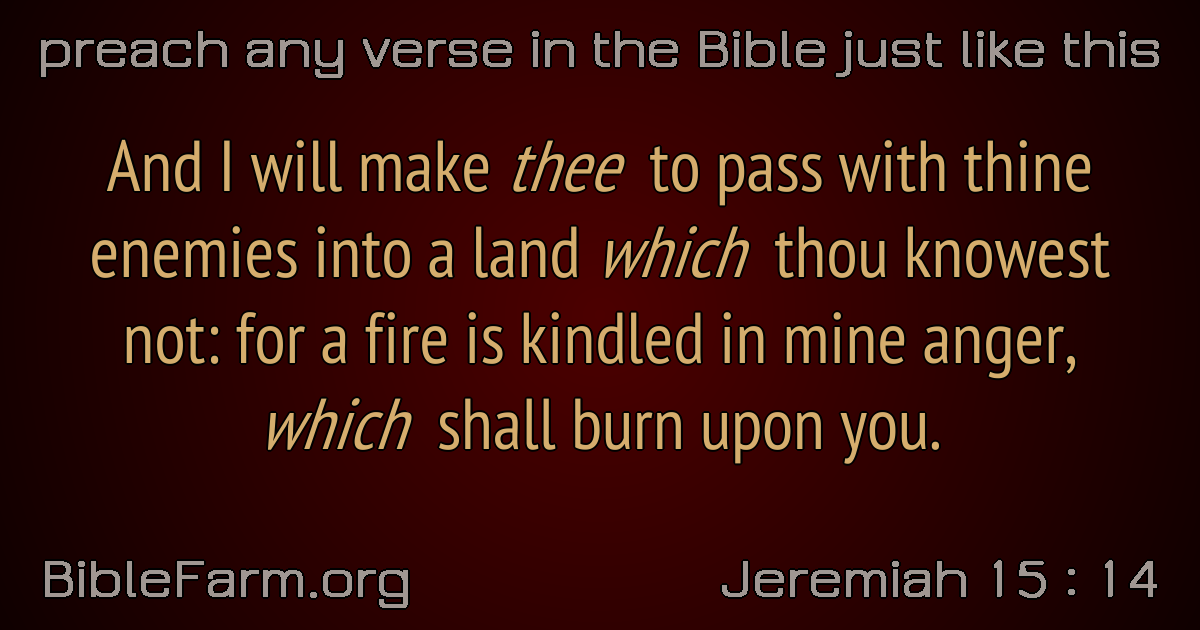 preach any verse in the Bible just like this
And I will make thee to pass with thine
enemies into a land which thou knowest
not: for a fire is kindled in mine anger,
which shall burn upon you.
BibleFarm.org
Jeremiah 15 : 14